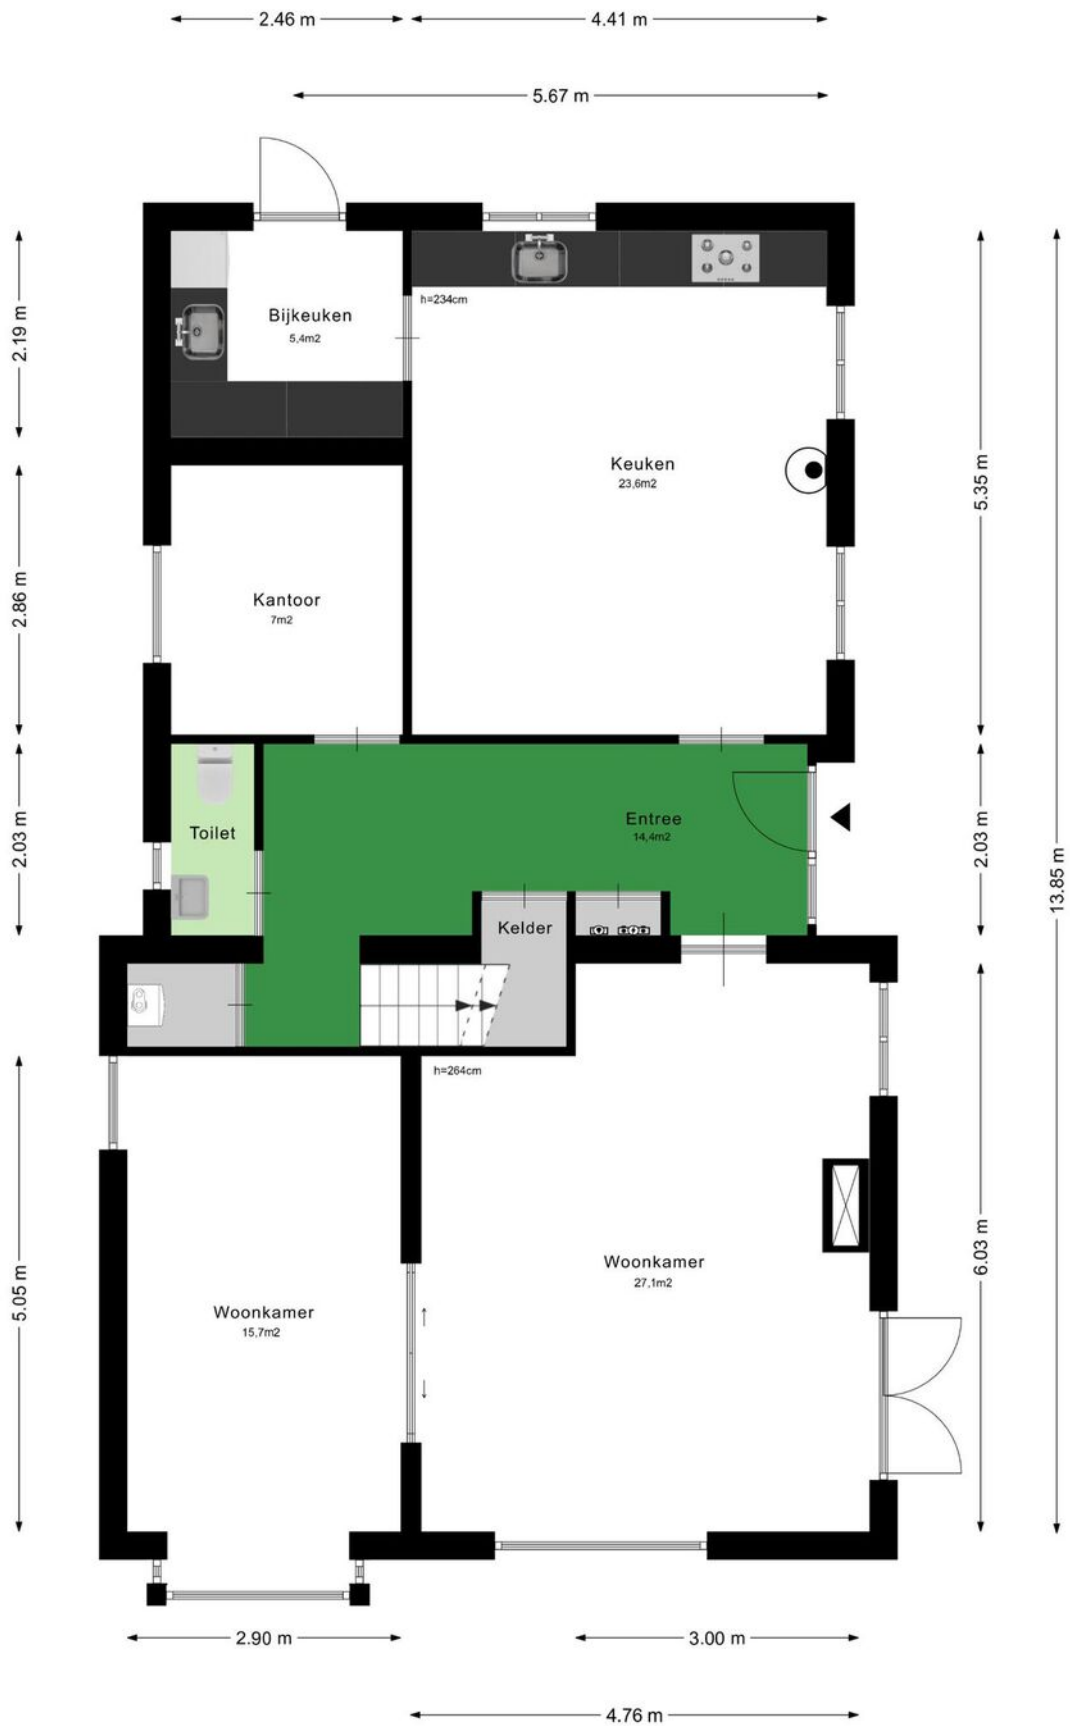 2.46 m
4.41 m
5.67 m
h=234cm
Bijkeuken
5,4m2
2.19 m
Keuken
23,6m2
5.35 m
Kantoor
7m2
2.86 m
Entree
14,4m2
Toilet
2.03 m
2.03 m
13.85 m
Kelder
h=264cm
Woonkamer
27,1m2
6.03 m
Woonkamer
15,7m2
5.05 m
2.90 m
3.00 m
4.76 m